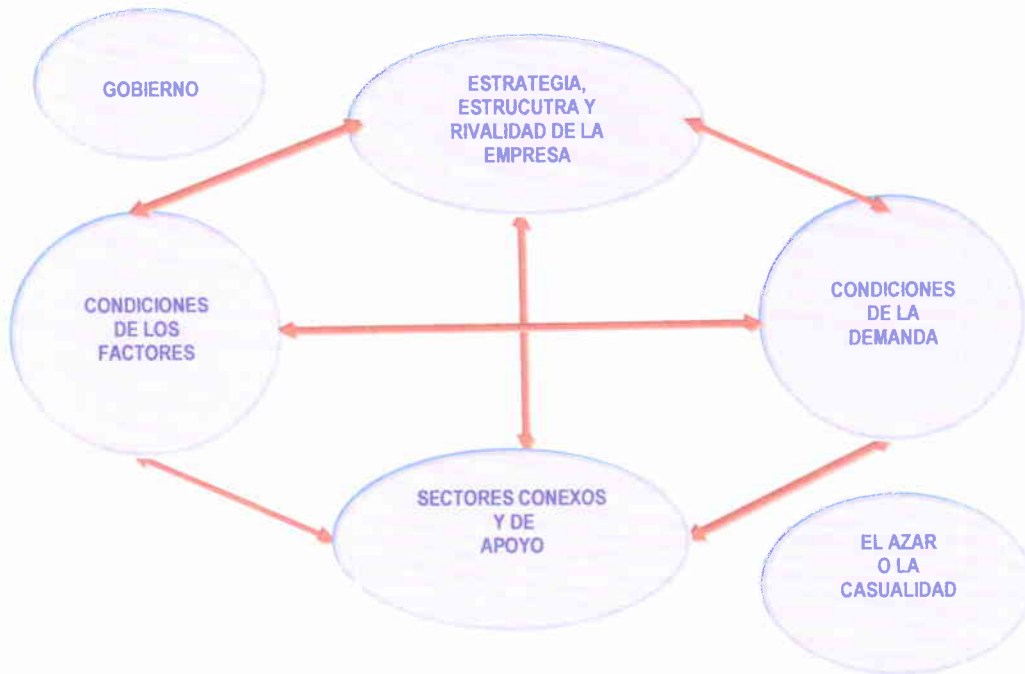 GOBIERNO
ESTRATEGIA,
ESTRUCUTRA Y
RIVALIDAD DE LA
EMPRESA
CONDICIONES
DE LOS
FACTORES
CONDICIONES
DE LA
DEMANDA
SECTORES CONEXOS
Y DE
APOYO
EL AZAR
O LA
CASUALIDAD